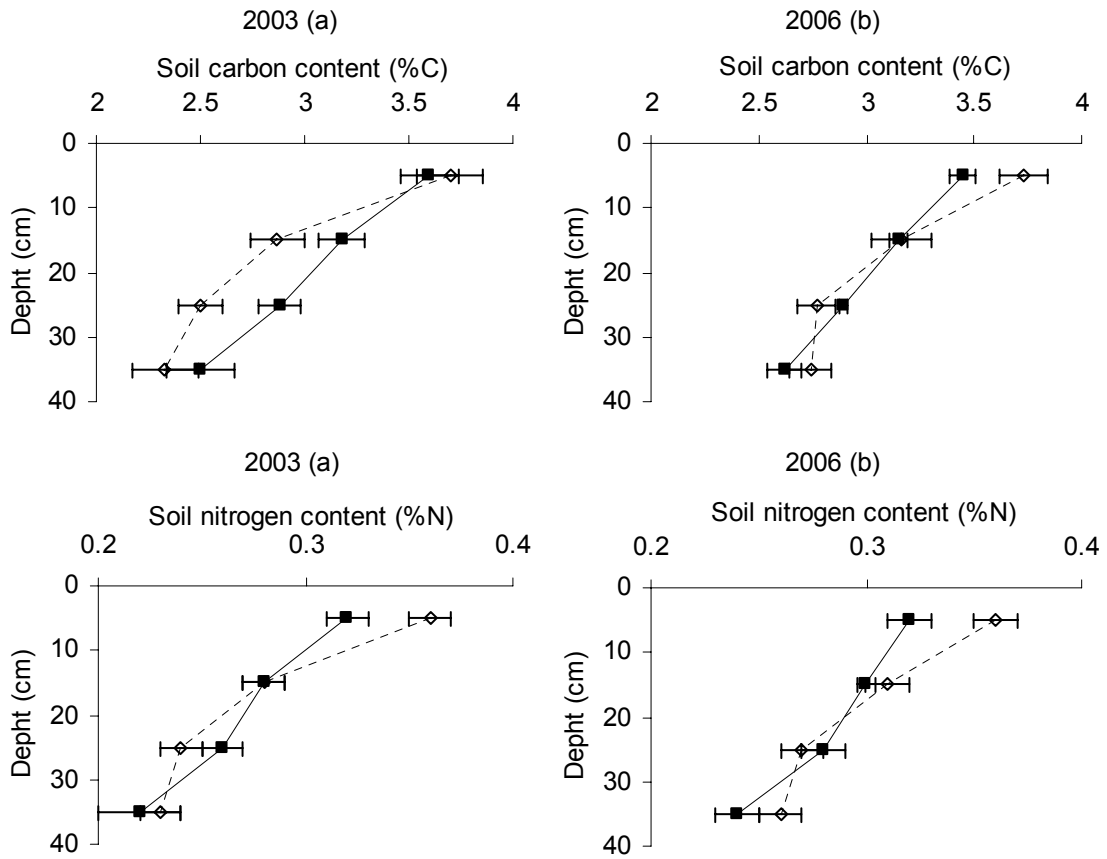 2003 (a)
2006 (b)
Soil carbon content (%C)
Soil carbon content (%C)
2 2.5 3 3.5 4
2 2.5 3 3.5 4
0
10
20
30
40
Depht (cm)
0
10
20
30
40
Depht (cm)
2003 (a)
2006 (b)
Soil nitrogen content (%N)
Soil nitrogen content (%N)
0.2 0.3 0.4
0.2 0.3 0.4
0
10
20
30
40
Depht (cm)
0
10
20
30
40
Depht (cm)